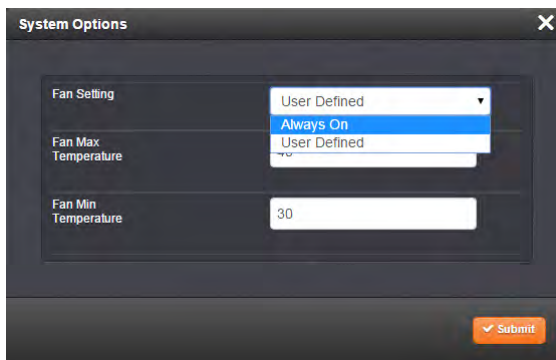 System Options
Fan Setting
User Defined
Always On
User Defined
Fan Max
Temperature
Fan Min
Temperature
30
Submit